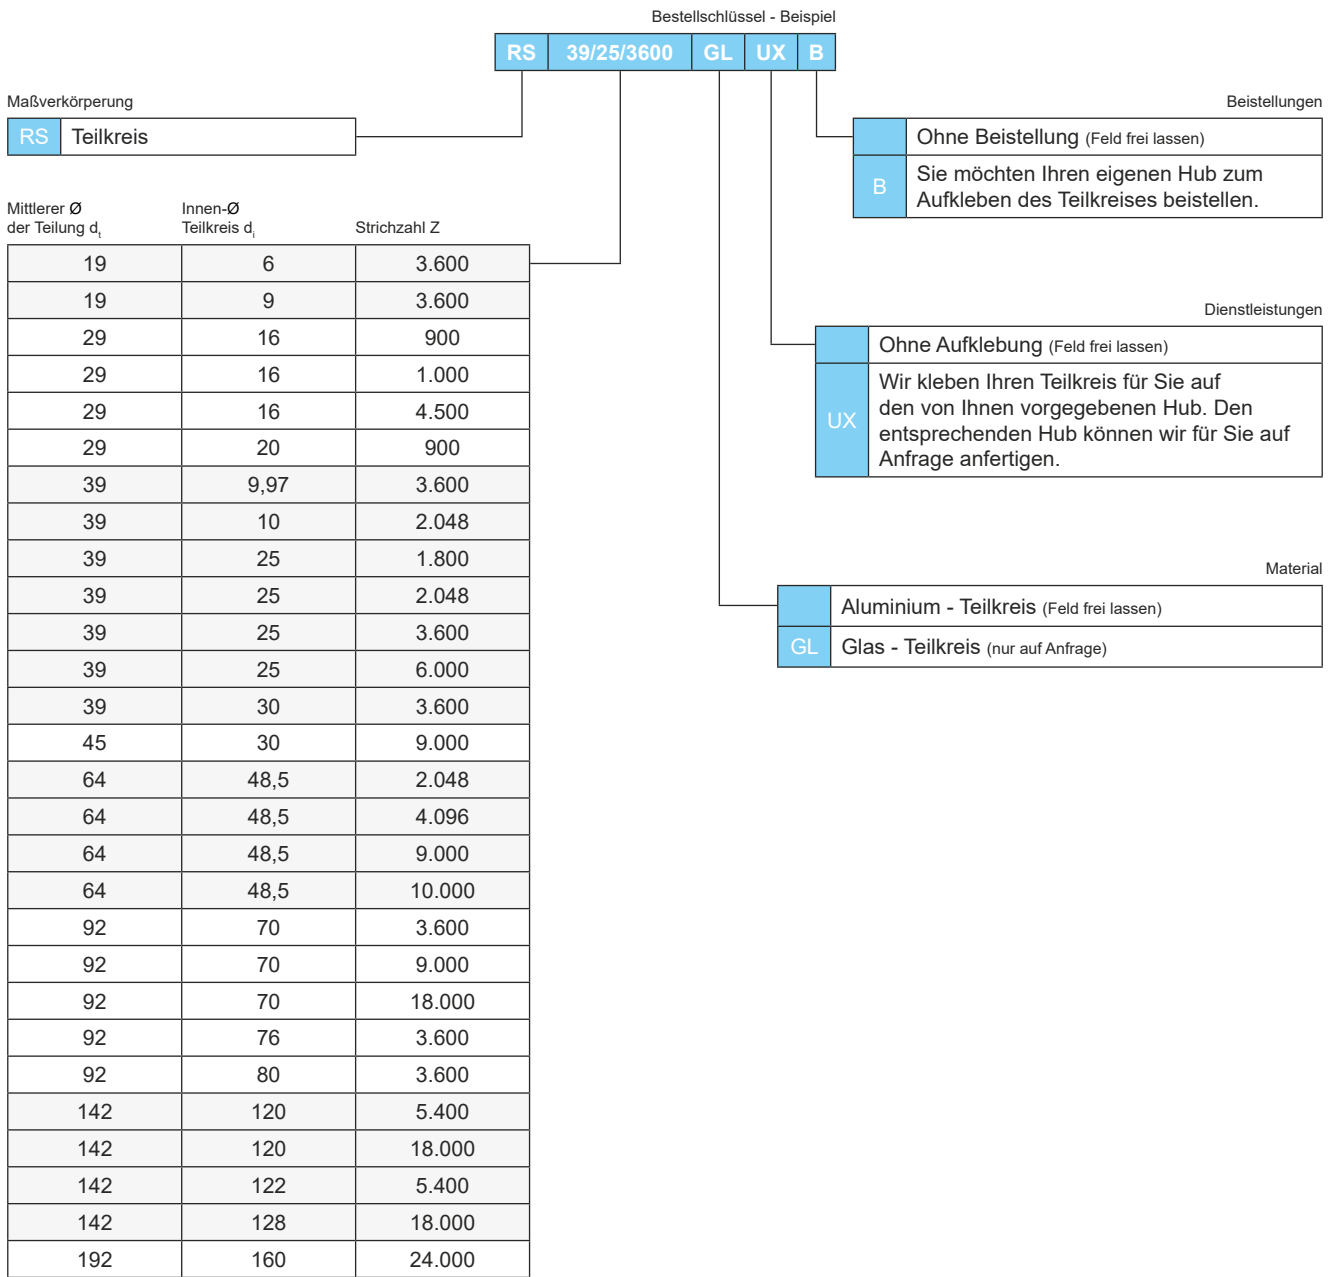 Bestellschlüssel - Beispiel
RS 39/25/3600 GL UX B
Maßverkörperung
RS Teilkreis
Beistellungen
Ohne Beistellung (Feld frei lassen)
B Sie möchten Ihren eigenen Hub zum
Aufkleben des Teilkreises beistellen.
Dienstleistungen
Ohne Aufklebung (Feld frei lassen)
UX Wir kleben Ihren Teilkreis für Sie auf
den von Ihnen vorgegebenen Hub. Den
entsprechenden Hub können wir für Sie auf
Anfrage anfertigen.
Material
Aluminium - Teilkreis (Feld frei lassen)
GL Glas - Teilkreis (nur auf Anfrage)
Mittlerer Ø Innen-Ø
der Teilung dt Teilkreis di Strichzahl Z
19 6 3.600
19 9 3.600
29 16 900
29 16 1.000
29 16 4.500
29 20 900
39 9,97 3.600
39 10 2.048
39 25 1.800
39 25 2.048
39 25 3.600
39 25 6.000
39 30 3.600
45 30 9.000
64 48,5 2.048
64 48,5 4.096
64 48,5 9.000
64 48,5 10.000
92 70 3.600
92 70 9.000
92 70 18.000
92 76 3.600
92 80 3.600
142 120 5.400
142 120 18.000
142 122 5.400
142 128 18.000
192 160 24.000